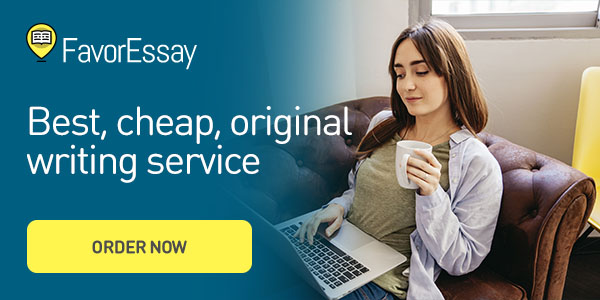 FavorEssay
Best, cheap, original
writing service
ORDER NOW